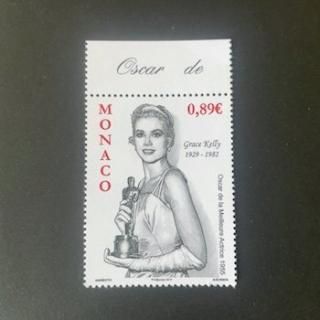 Oscar de
MONACO
0,89€
Grace Kelly
1929 - 1982
Oscar de la Meilleure Actrice 1955